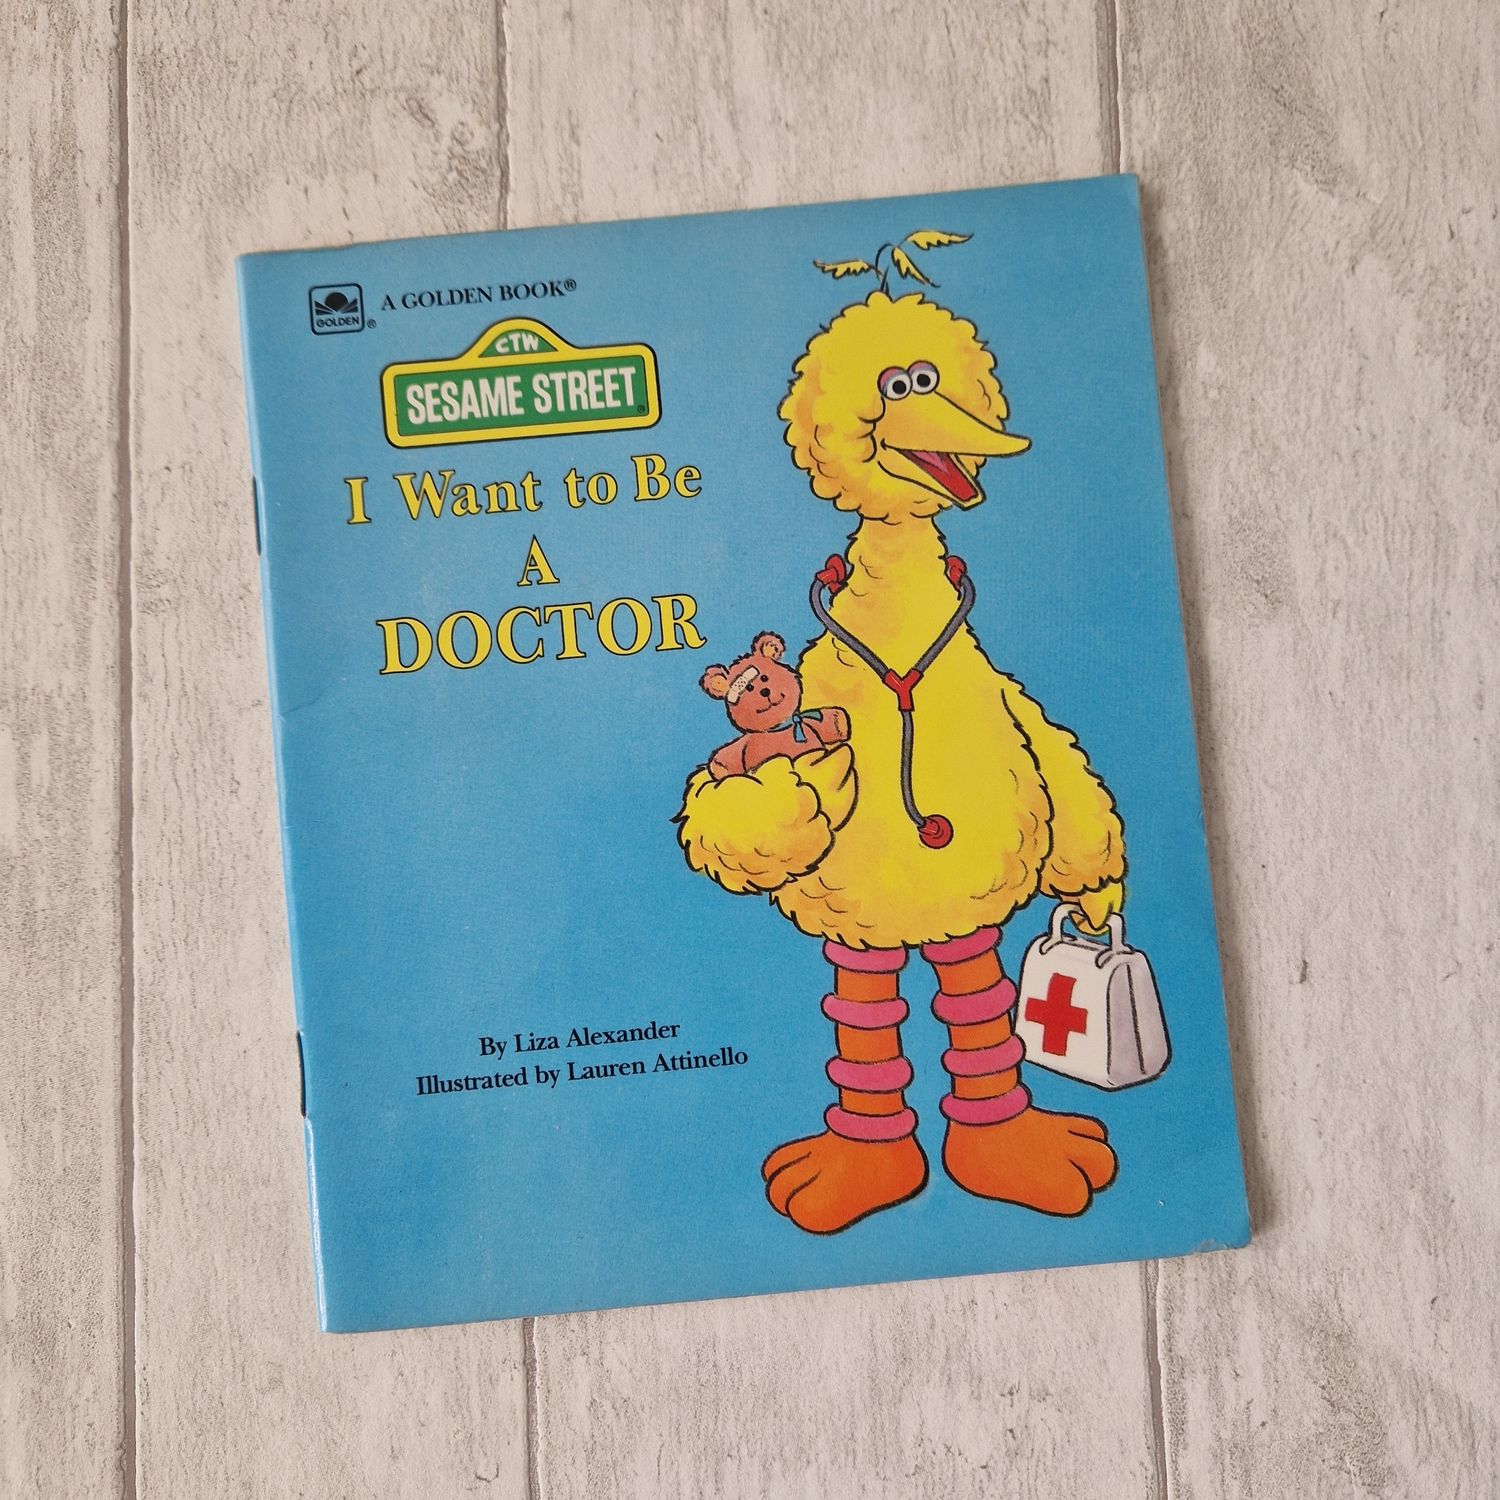 GOLDEN ®
A GOLDEN BOOK®
CTW
SESAME STREET®
I Want to Be
A
DOCTOR
By Liza Alexander
Illustrated by Lauren Attinello